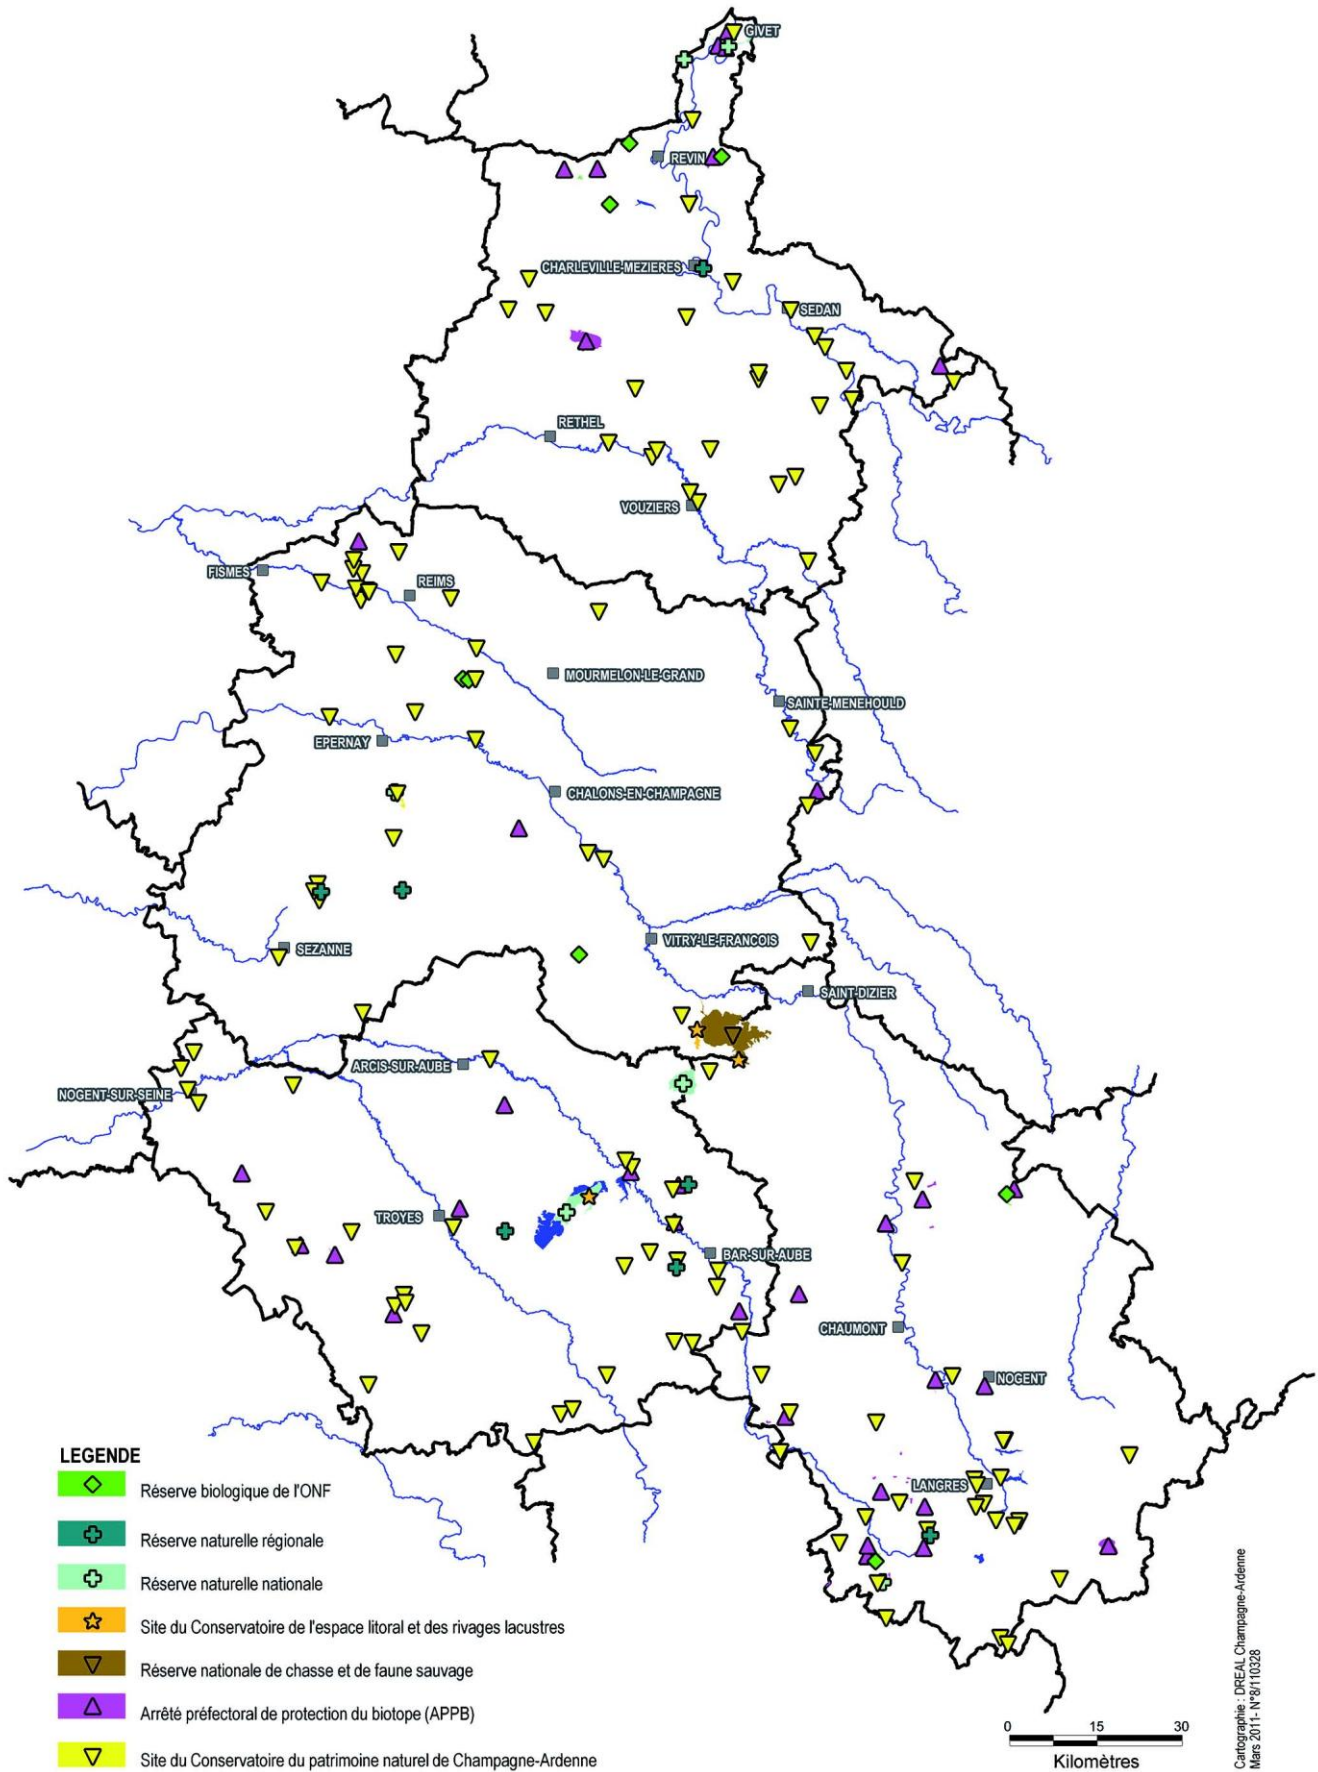 GIVET
REVIN
CHARLEVILLE-MEZIERES
SEDAN
RETHEL
VOUZIERS
FISMES
REIMS
MOURMELON-LE-GRAND
SAINTE-MENEHOULD
EPERNAY
CHALONS-EN-CHAMPAGNE
VITRY-LE-FRANCOIS
SEZANNE
SAINT-DIZIER
ARCIS-SUR-AUBE
NOGENT-SUR-SEINE
TROYES
BAR-SUR-AUBE
CHAUMONT
NOGENT
LANGRES
LEGENDE
Réserve biologique de l'ONF
Réserve naturelle régionale
Réserve naturelle nationale
Site du Conservatoire de l'espace litoral et des rivages lacustres
Réserve nationale de chasse et de faune sauvage
Arrêté préfectoral de protection du biotope (APPB)
Site du Conservatoire du patrimoine naturel de Champagne-Ardenne
0 15 30
Kilomètres
Cartographie : DREAL Champagne-Ardenne
Mars 2011- N°8/110328